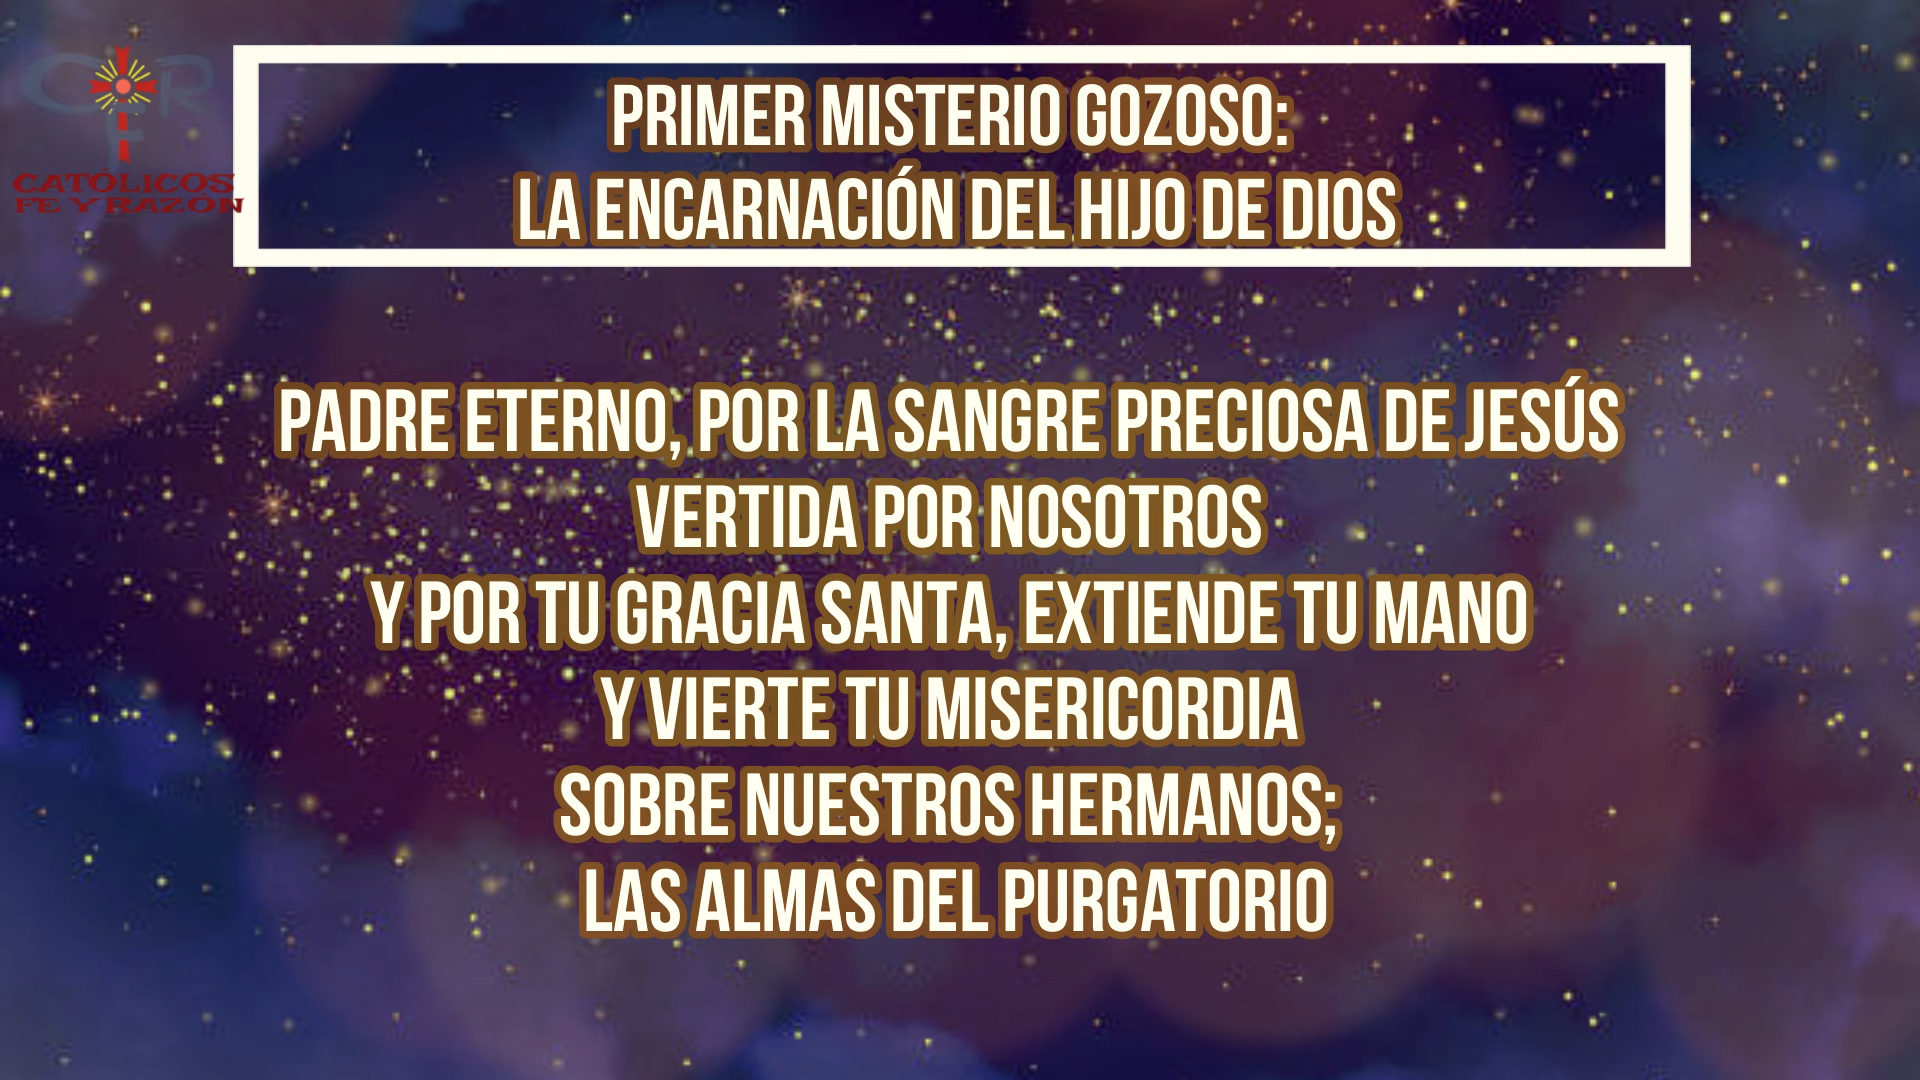 CFR
CATÓLICOS
FE Y RAZÓN
PRIMER MISTERIO GOZOSO:
LA ENCARNACIÓN DEL HIJO DE DIOS
PADRE ETERNO, POR LA SANGRE PRECIOSA DE JESÚS
VERTIDA POR NOSOTROS
Y POR TU GRACIA SANTA, EXTIENDE TU MANO
Y VIERTE TU MISERICORDIA
SOBRE NUESTROS HERMANOS;
LAS ALMAS DEL PURGATORIO